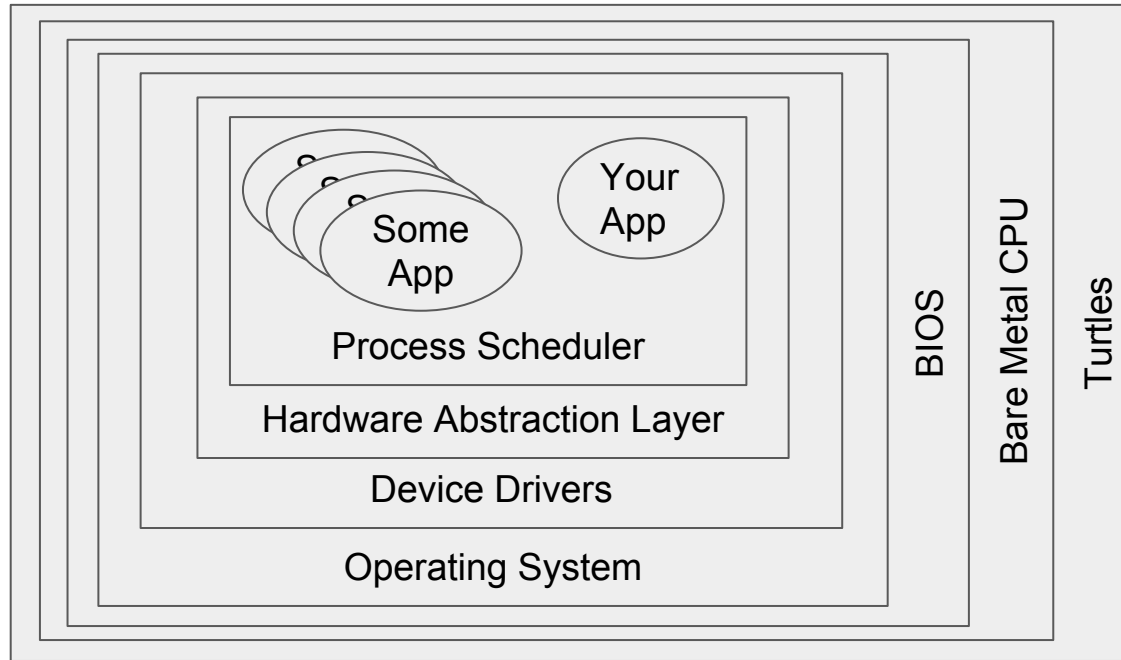 S
S
S
Some
App
Your
App
Process Scheduler
Hardware Abstraction Layer
Device Drivers
Operating System
BIOS
Bare Metal CPU
Turtles